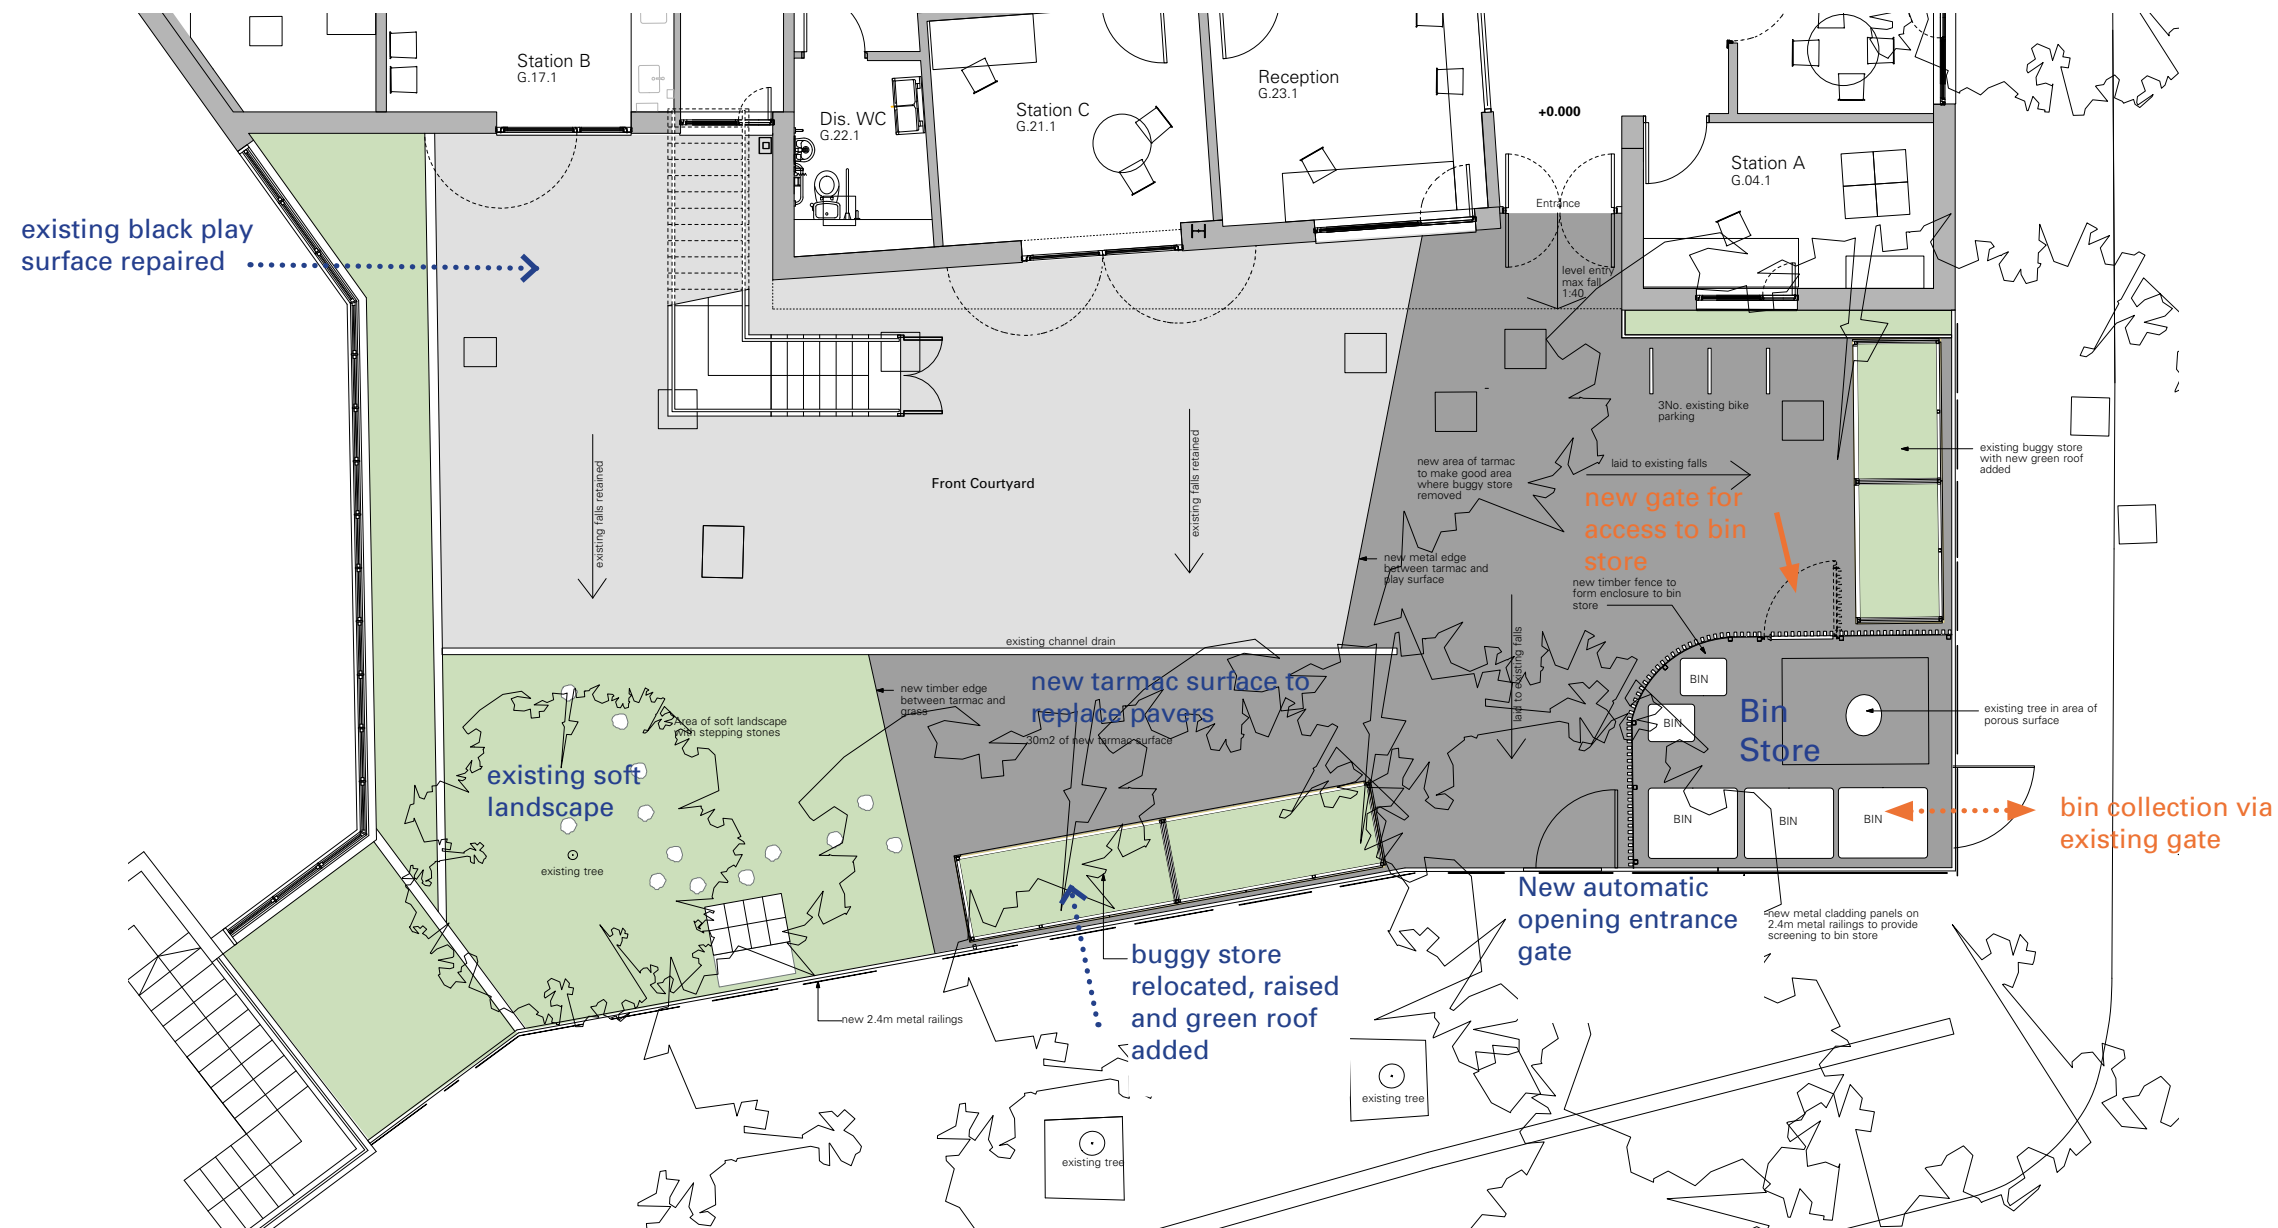 Station B
G.17.1
Dis. WC
G.22.1
Station C
G.21.1
Reception
G.23.1
+0.000
Entrance
level entry
max fall
1:40
Station A
G.04.1
existing black play
surface repaired
3No. existing bike
parking
existing buggy store
with new green roof
added
new area of tarmac
to make good area
where buggy store
removed
laid to existing falls
new gate for
access to bin
store
existing falls retained
Front Courtyard
existing falls retained
new metal edge
between tarmac and
play surface
new timber fence to
form enclosure to bin
store
existing channel drain
laid to existing falls
new timber edge
between tarmac and
grass
new tarmac surface to
replace pavers
30m2 of new tarmac surface
Area of soft landscape
with stepping stones
existing soft
landscape
existing tree
BIN
BIN
Bin
Store
existing tree in area of
porous surface
BIN
BIN
BIN
bin collection via
existing gate
New automatic
opening entrance
gate
new metal cladding panels on
2.4m metal railings to provide
screening to bin store
buggy store
relocated, raised
and green roof
added
new 2.4m metal railings
existing tree
existing tree